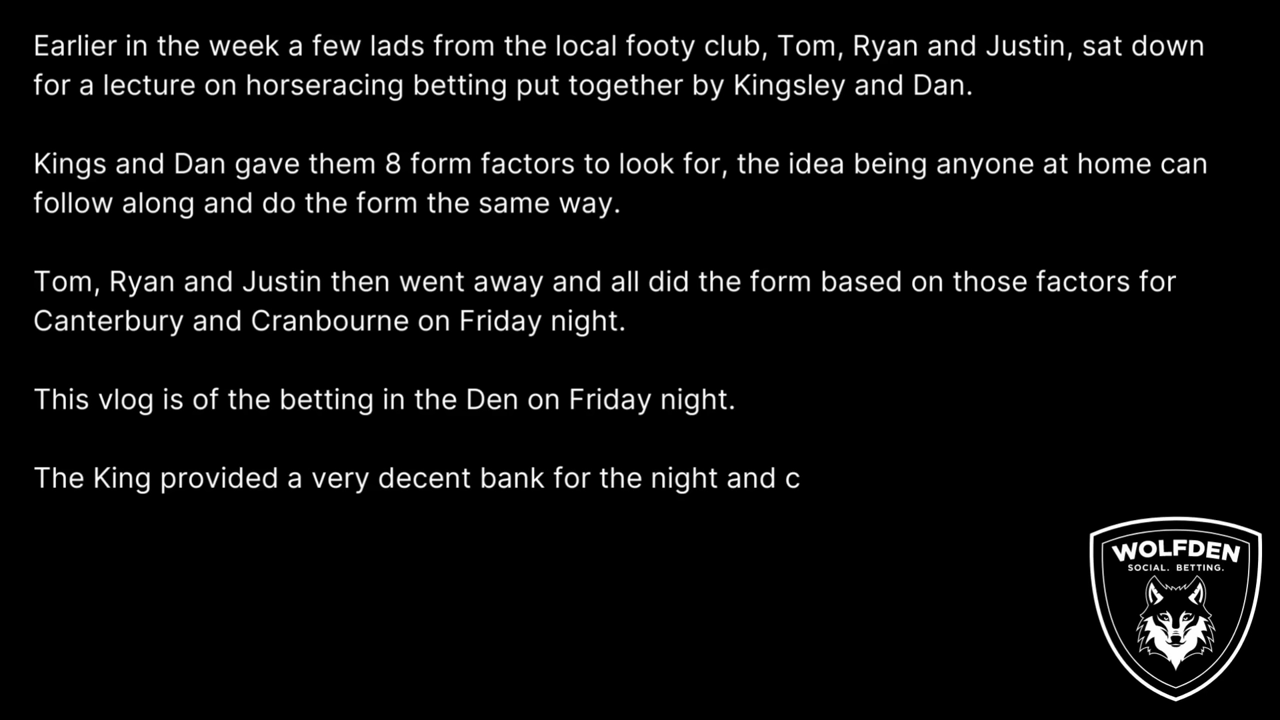 Earlier in the week a few lads from the local footy club, Tom, Ryan and Justin, sat down
for a lecture on horseracing betting put together by Kingsley and Dan.
Kings and Dan gave them 8 form factors to look for, the idea being anyone at home can
follow along and do the form the same way.
Tom, Ryan and Justin then went away and all did the form based on those factors for
Canterbury and Cranbourne on Friday night.
This vlog is of the betting in the Den on Friday night.
The King provided a very decent bank for the night and c
WOLFDEN
SOCIAL. BETTING.